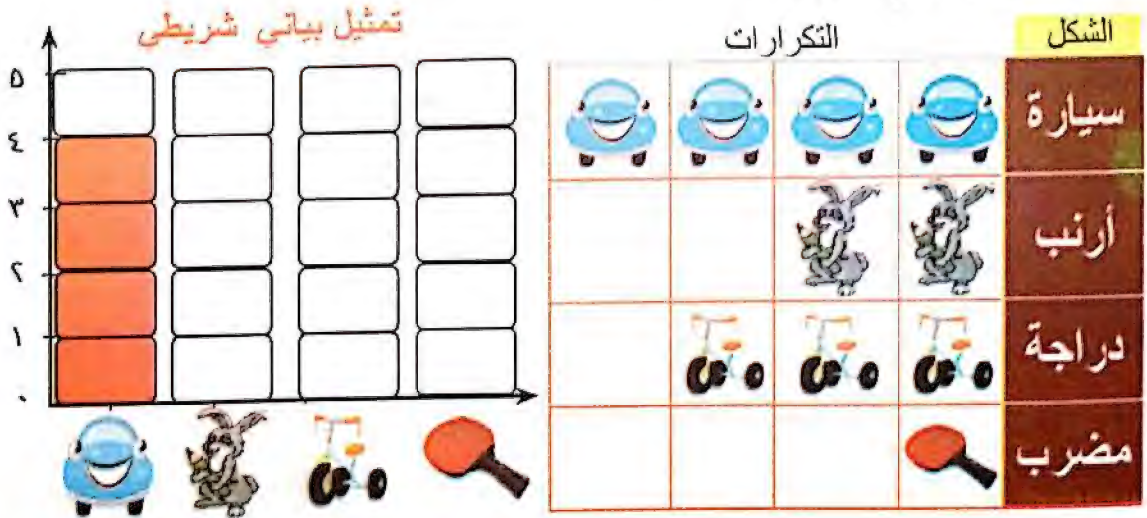 الشكل
التكرارات
سيارة
أرنب
دراجة
مضرب
تمثيل بياني شريطي
٥
٤
٣
٢
١
٠